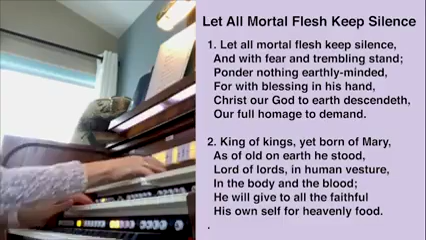 Let All Mortal Flesh Keep Silence
1. Let all mortal flesh keep silence,
And with fear and trembling stand;
Ponder nothing earthly-minded,
For with blessing in his hand,
Christ our God to earth descendeth,
Our full homage to demand.
2. King of kings, yet born of Mary,
As of old on earth he stood,
Lord of lords, in human vesture,
In the body and the blood;
He will give to all the faithful
His own self for heavenly food.
.